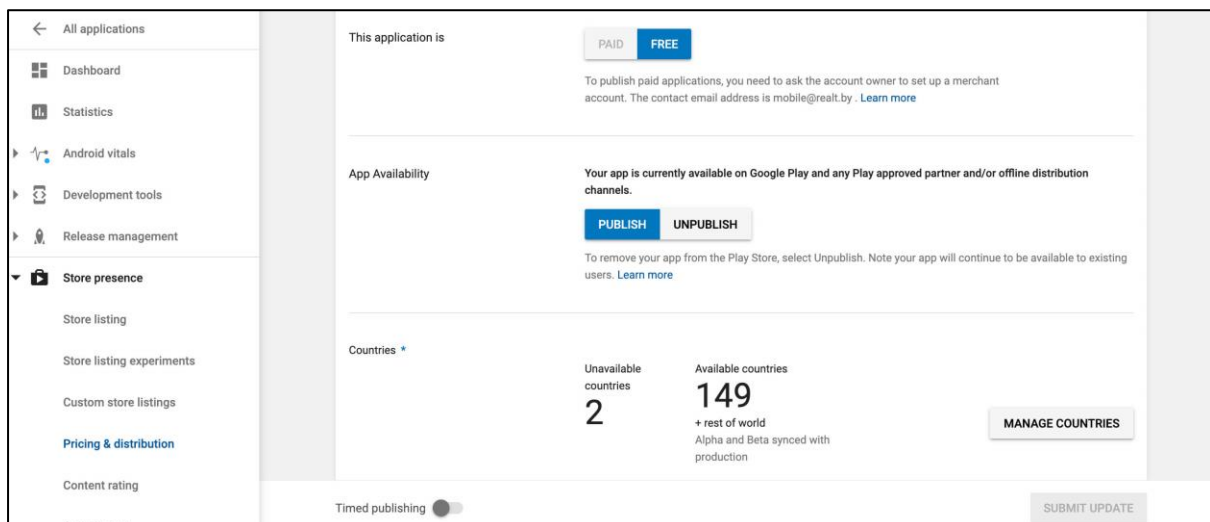 All applications
Dashboard
Statistics
Android vitals
Development tools
Release management
Store presence
Store listing
Store listing experiments
Custom store listings
Pricing & distribution
Content rating
This application is
PAID FREE
To publish paid applications, you need to ask the account owner to set up a merchant
account. The contact email address is mobile@realt.by . Learn more
App Availability
Your app is currently available on Google Play and any Play approved partner and/or offline distribution
channels.
PUBLISH UNPUBLISH
To remove your app from the Play Store, select Unpublish. Note your app will continue to be available to existing
users. Learn more
Countries *
Unavailable
countries
2
Available countries
149
+ rest of world
Alpha and Beta synced with
production
MANAGE COUNTRIES
Timed publishing
SUBMIT UPDATE